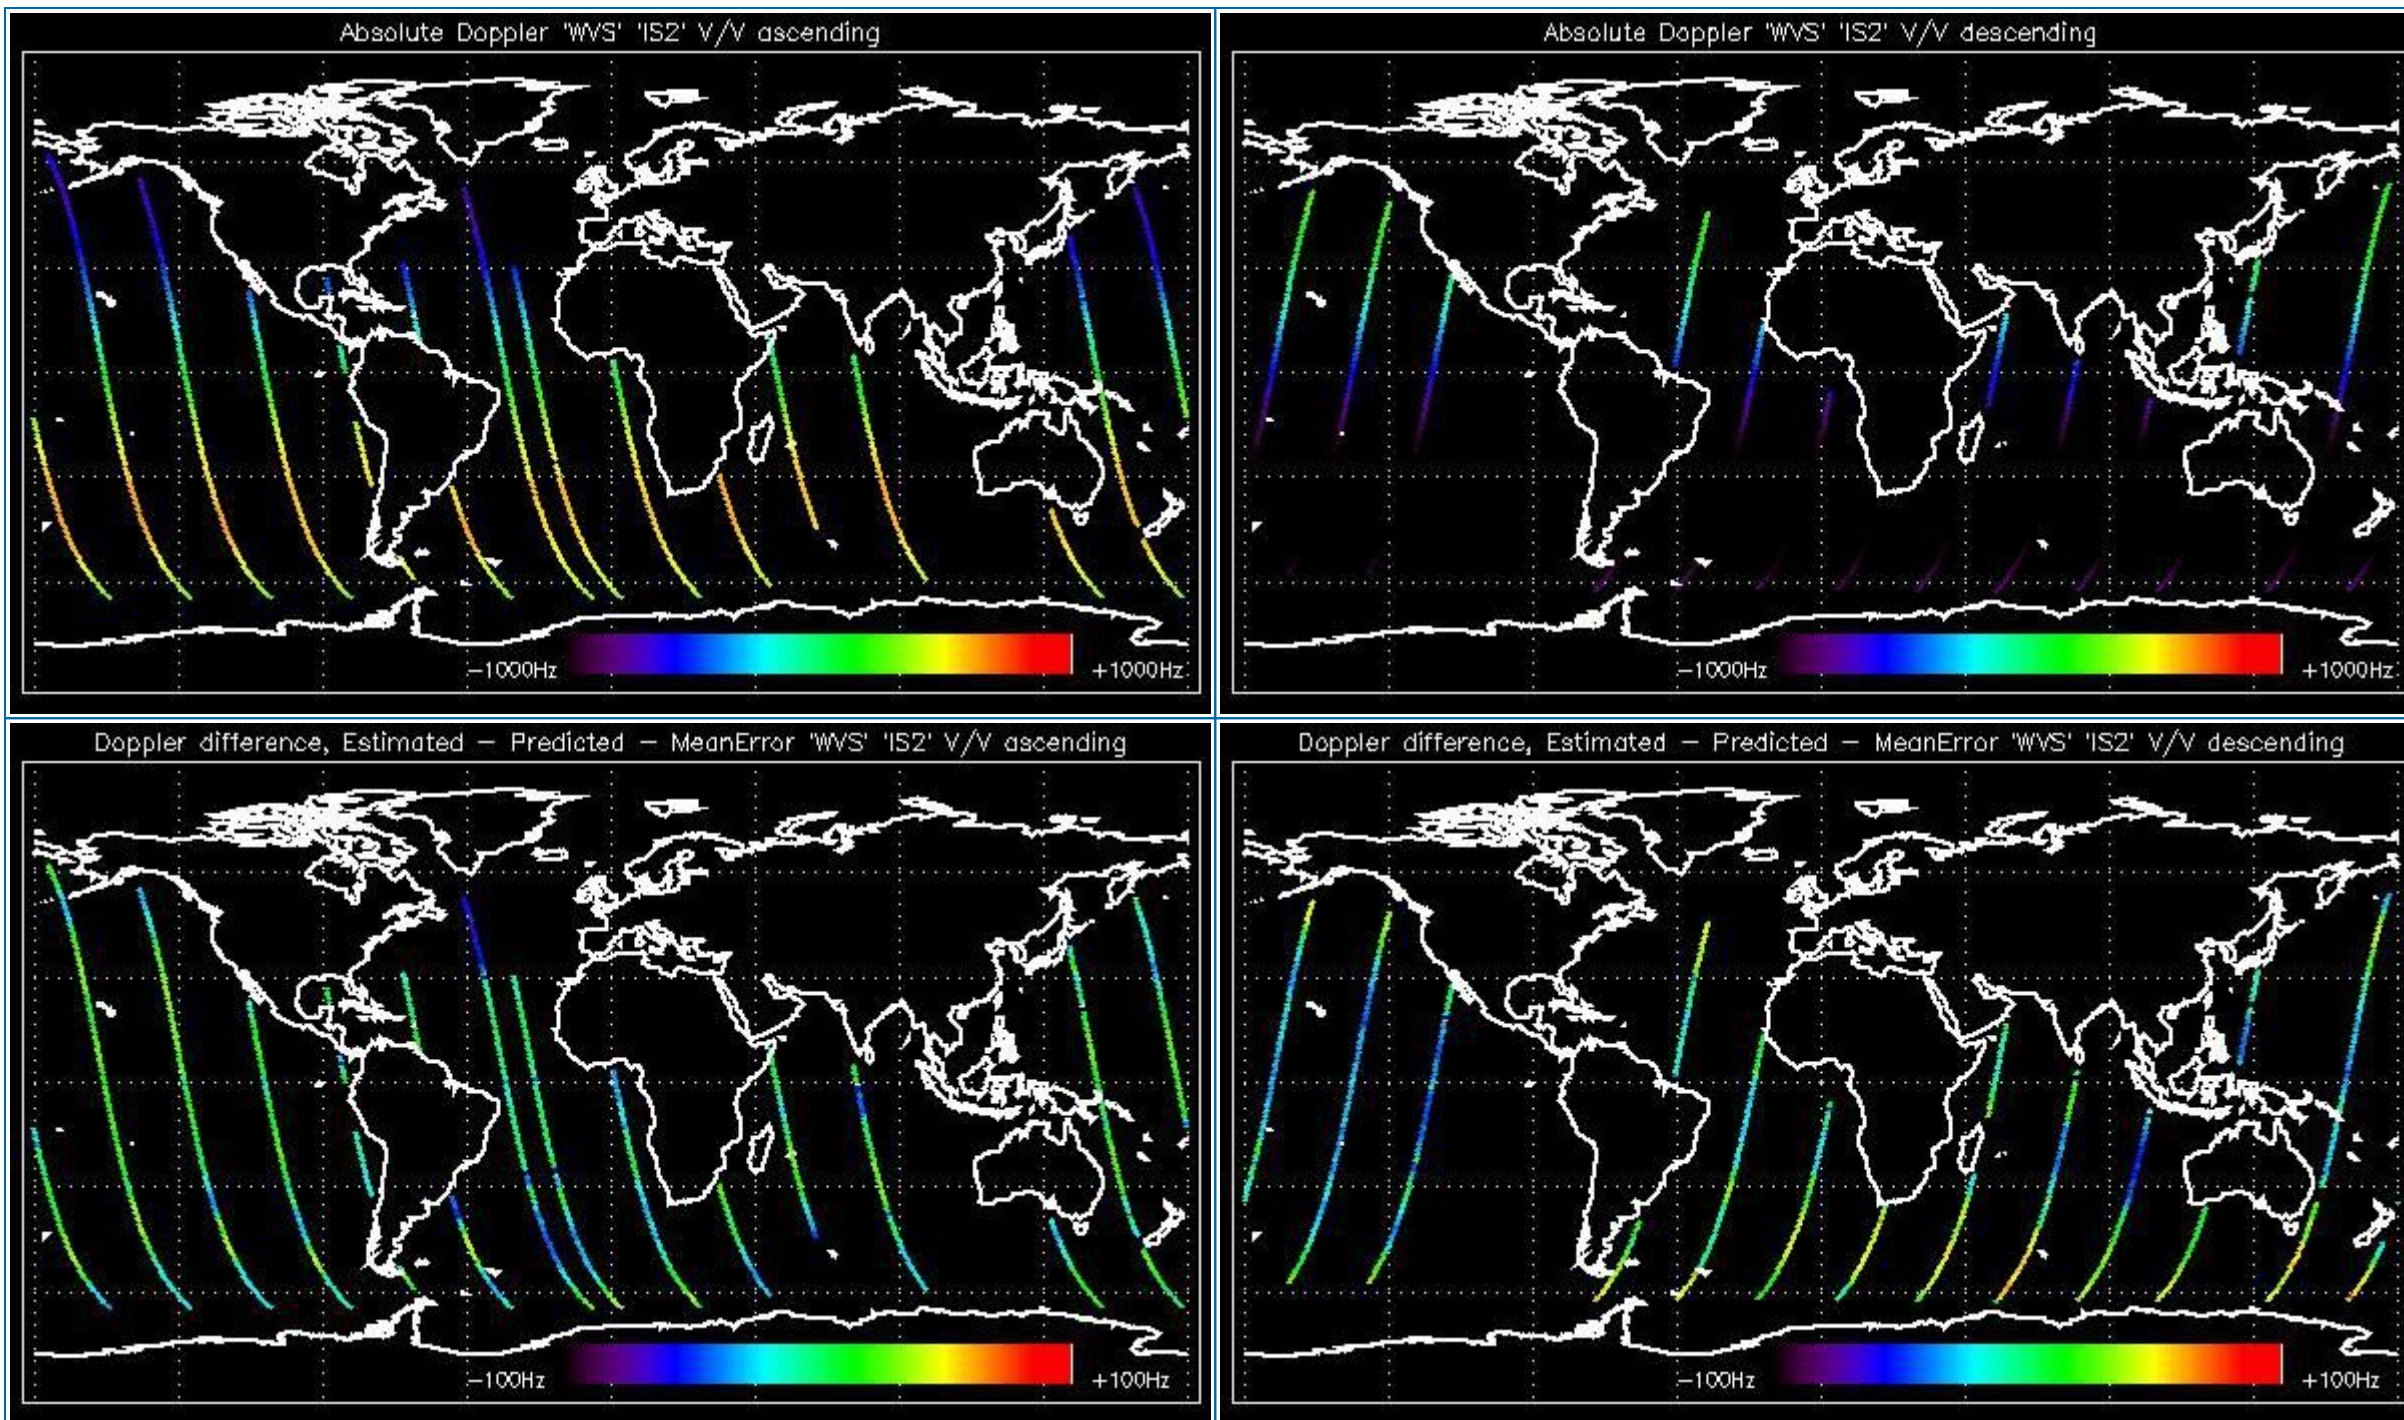 Absolute Doppler 'WVS' 'IS2' V/V ascending
-1000Hz
+1000Hz
Absolute Doppler 'WVS' 'IS2' V/V descending
-1000Hz
+1000Hz
Doppler difference, Estimated - Predicted - MeanError 'WVS' 'IS2' V/V ascending
-100Hz
+100Hz
Doppler difference, Estimated - Predicted - MeanError 'WVS' 'IS2' V/V descending
-100Hz
+100Hz